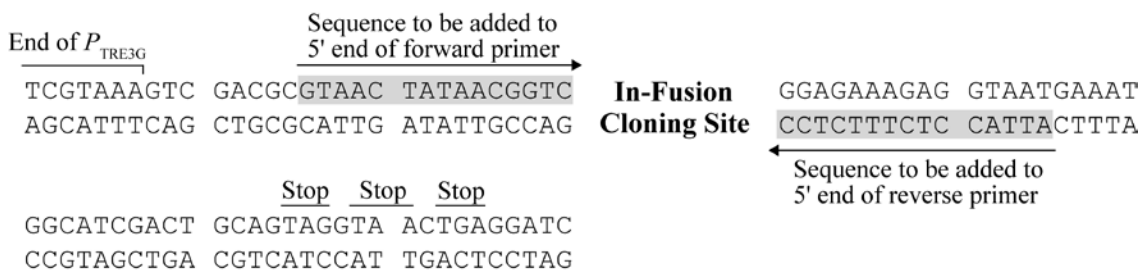 Sequence to be added to
5' end of forward primer
End of P TRE3G
TCGTAAAGTC GACGCGTAAC TATAACGGTC In-Fusion GGAGAAAGAG GTAATGAAAT
AGCATTTCAG CTGCGCATTG ATATTGCCAG Cloning Site CCTCTTTCTC CATTACTTTA
Sequence to be added to
5' end of reverse primer
Stop Stop Stop
GGCATCGACT GCAGTAGGTA ACTGAGGATC
CCGTAGCTGA CGTCATCCAT TGACTCCTAG